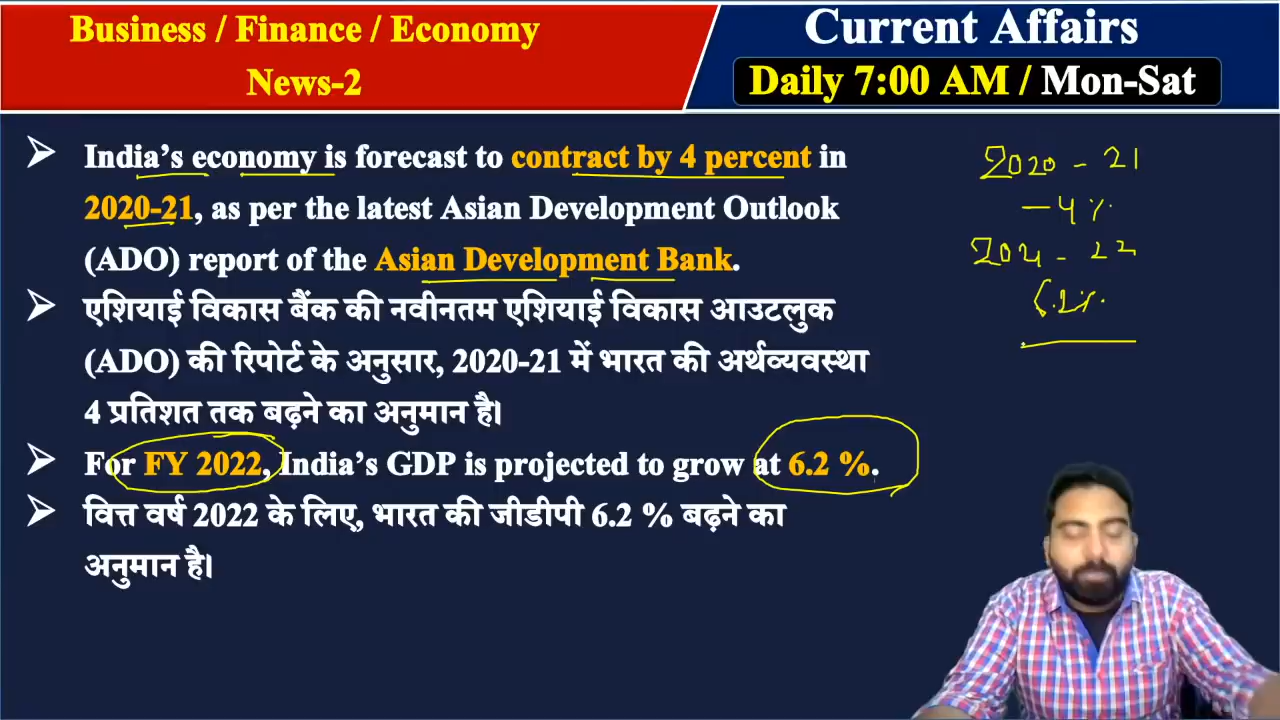 Business / Finance / Economy
News-2
Current Affairs
Daily 7:00 AM / Mon-Sat
India's economy is forecast to contract by 4 percent in
2020-21, as per the latest Asian Development Outlook
(ADO) report of the Asian Development Bank.
एशियाई विकास बैंक की नवीनतम एशियाई विकास आउटलुक
(ADO) की रिपोर्ट के अनुसार, 2020-21 में भारत की अर्थव्यवस्था
4 प्रतिशत तक बढ़ने का अनुमान है।
For FY 2022, India's GDP is projected to grow at 6.2 %.
वित्त वर्ष 2022 के लिए, भारत की जीडीपी 6.2 % बढ़ने का
अनुमान है।
2020 - 21
-4 %